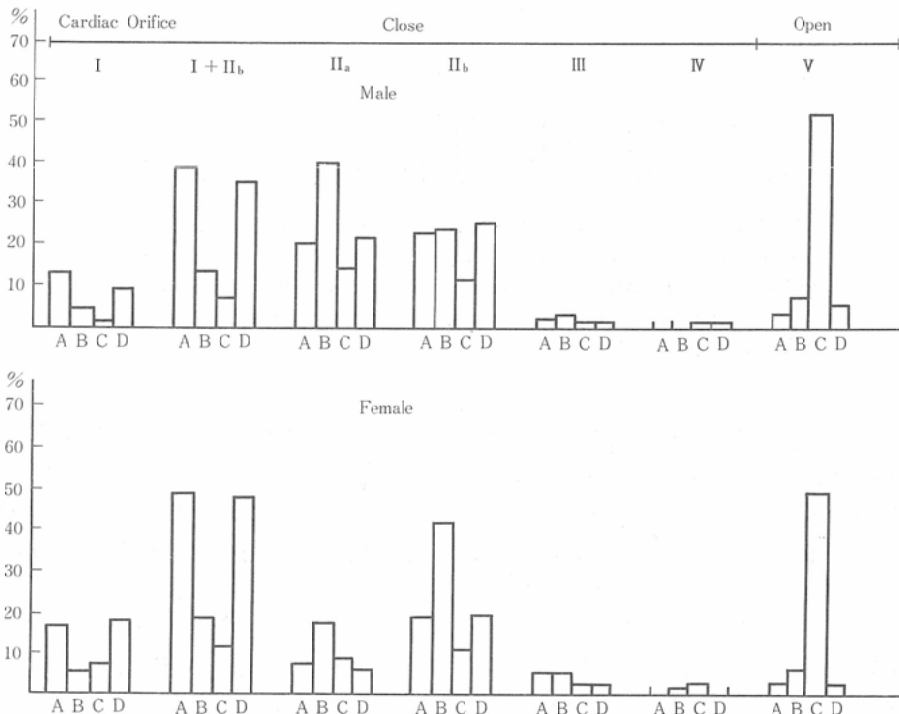 % Cardiac Orifice Close Open
70
I I + IIb IIa IIb III IV V
60
Male
50
40
30
20
10
A B C D A B C D A B C D A B C D A B C D A B C D A B C D
%
70
Female
60
50
40
30
20
10
A B C D A B C D A B C D A B C D A B C D A B C D A B C D